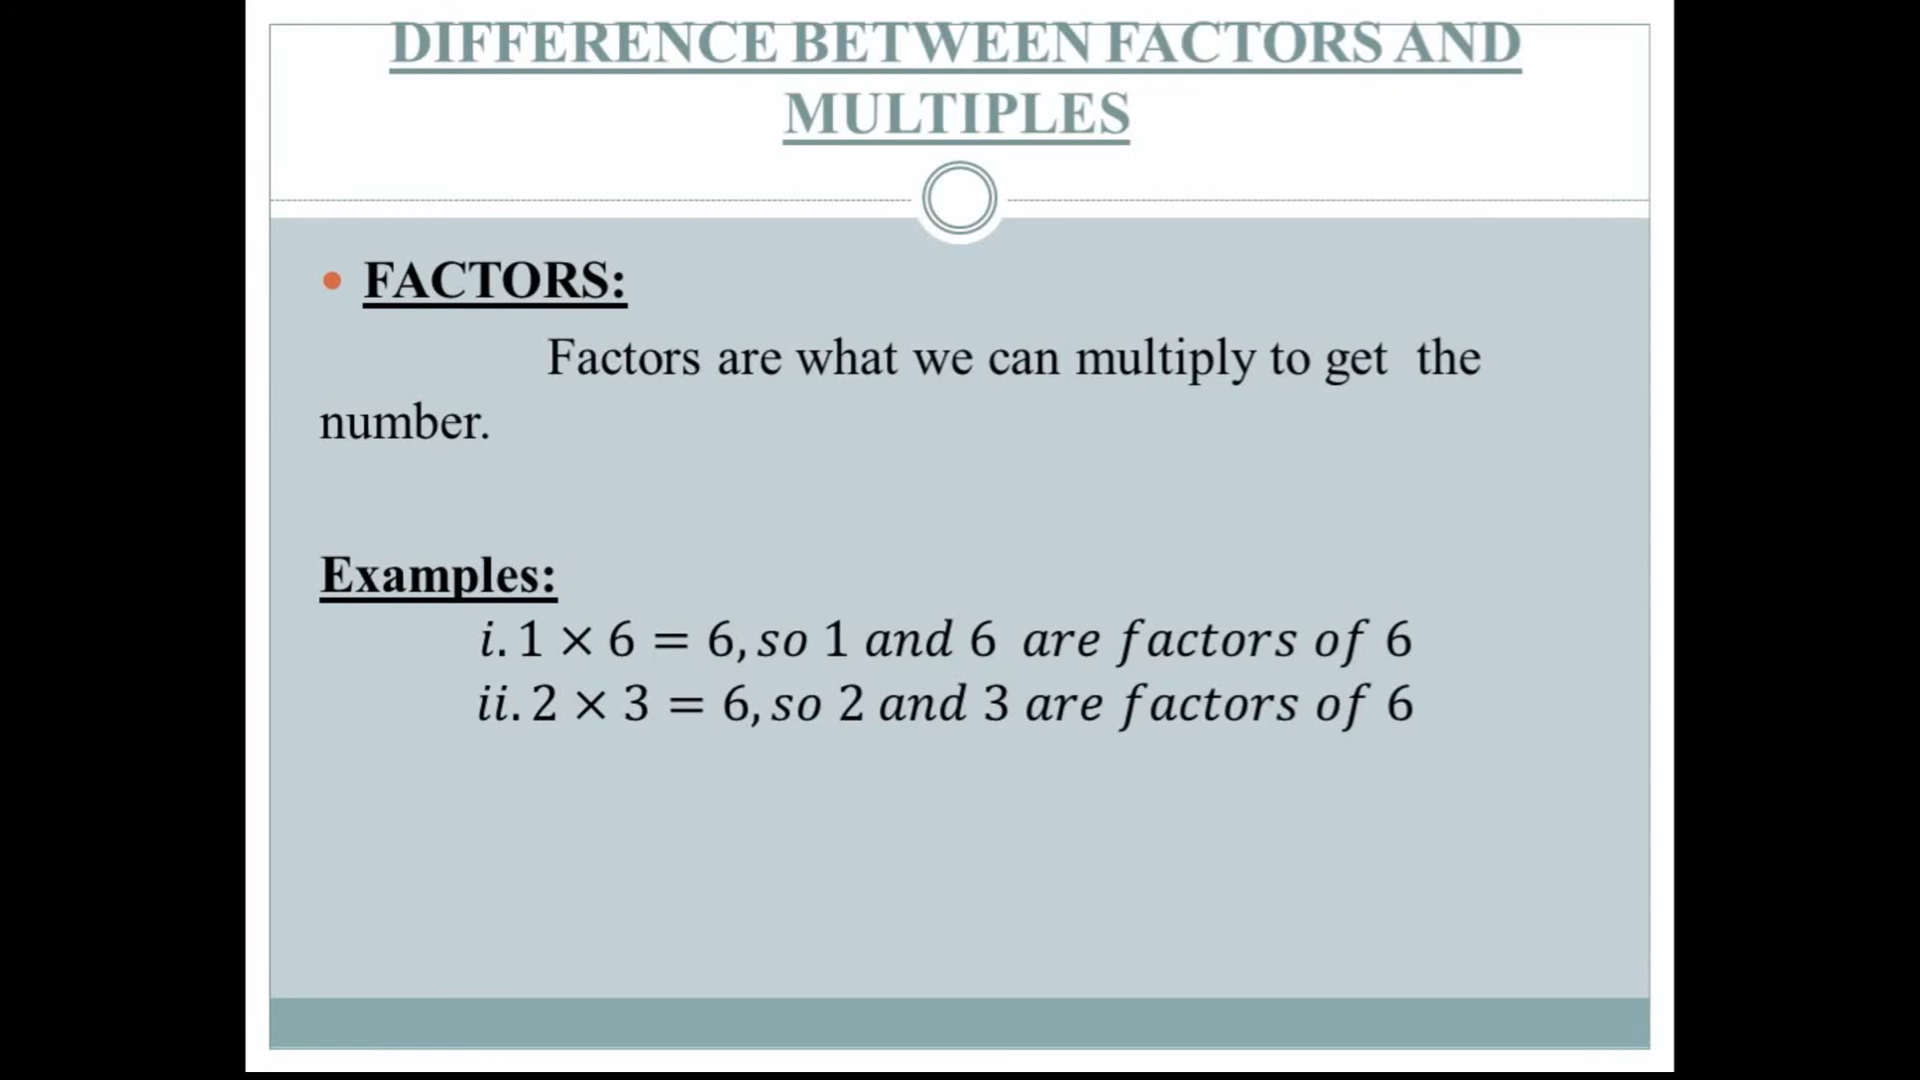 DIFFERENCE BETWEEN FACTORS AND
MULTIPLES
• FACTORS:
Factors are what we can multiply to get the
number.
Examples:
i. 1 × 6 = 6, so 1 and 6 are factors of 6
ii. 2 × 3 = 6, so 2 and 3 are factors of 6